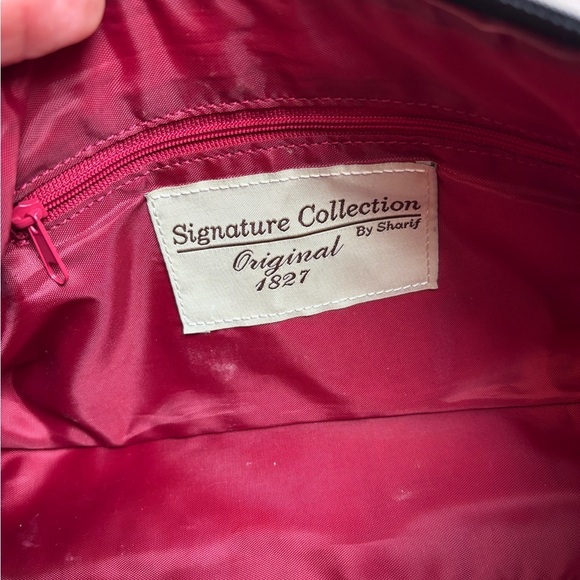 Signature Collection
By Sharif
Original
1827